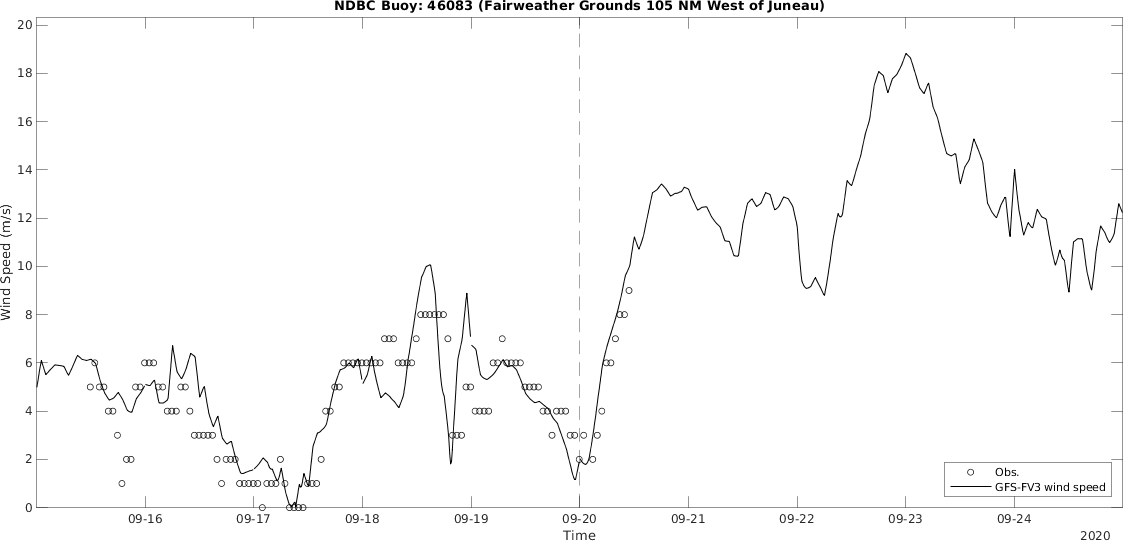 NDBC Buoy: 46083 (Fairweather Grounds 105 NM West of Juneau)
20
18
16
14
12
10
8
6
4
2
0
Wind Speed (m/s)
Obs.
GFS-FV3 wind speed
09-16 09-17 09-18 09-19 09-20 09-21 09-22 09-23 09-24
Time
2020